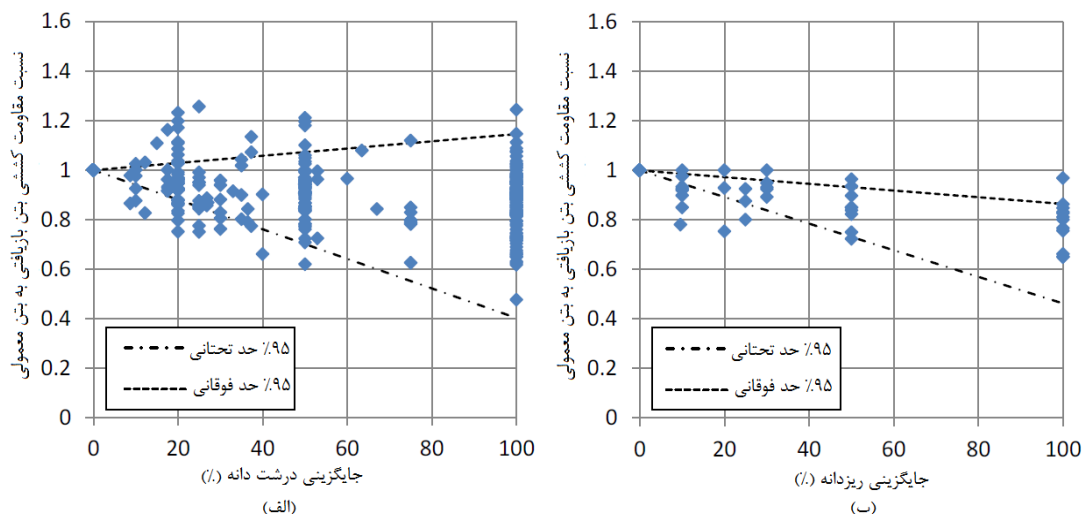 نسبت مقاومت کششی بتن بازیافتی به بتن معمولی
1.6
1.4
1.2
1
0.8
0.6
0.4
0.2
0
٪۹۵ حد تحتانی
٪۹۵ حد فوقانی
0 20 40 60 80 100
جایگزینی درشت دانه (٪)
(الف)
نسبت مقاومت کششی بتن بازیافتی به بتن معمولی
1.6
1.4
1.2
1
0.8
0.6
0.4
0.2
0
٪۹۵ حد تحتانی
٪۹۵ حد فوقانی
0 20 40 60 80 100
جایگزینی ریزدانه (٪)
(ب)